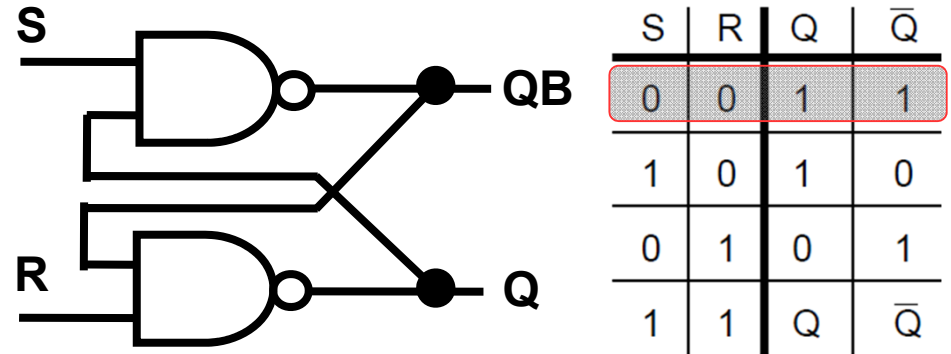 S
QB
R
Q
S R Q Q̅
0 0 1 1
1 0 1 0
0 1 0 1
1 1 Q Q̅